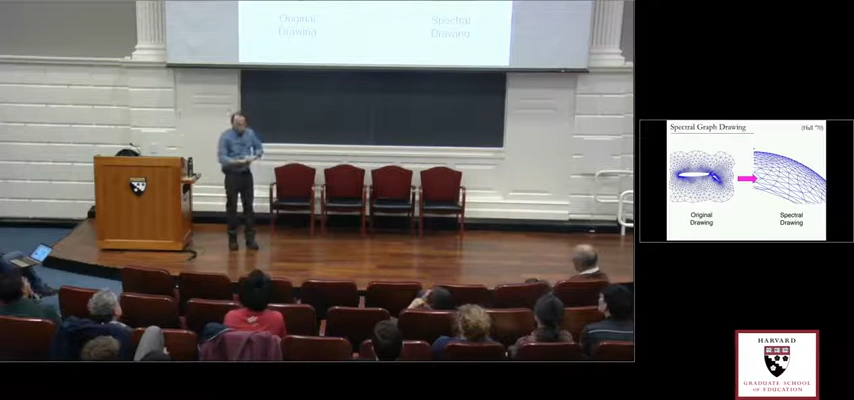 Original
Drawing
Spectral
Drawing
Spectral Graph Drawing
(Hall '70)
Original
Drawing
Spectral
Drawing
HARVARD
GRADUATE SCHOOL
OF EDUCATION